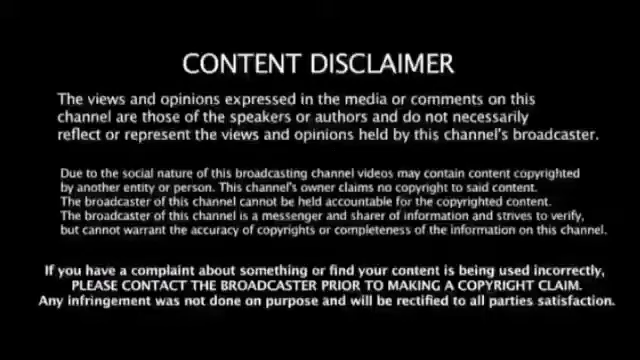 CONTENT DISCLAIMER
The views and opinions expressed in the media or comments on this
channel are those of the speakers or authors and do not necessarily
reflect or represent the views and opinions held by this channel's broadcaster.
Due to the social nature of this broadcasting channel videos may contain content copyrighted
by another entity or person. This channel's owner claims no copyright to said content.
The broadcaster of this channel cannot be held accountable for the copyrighted content.
The broadcaster of this channel is a messenger and sharer of information and strives to verify,
but cannot warrant the accuracy of copyrights or completeness of the information on this channel.
If you have a complaint about something or find your content is being used incorrectly,
PLEASE CONTACT THE BROADCASTER PRIOR TO MAKING A COPYRIGHT CLAIM.
Any infringement was not done on purpose and will be rectified to all parties satisfaction.